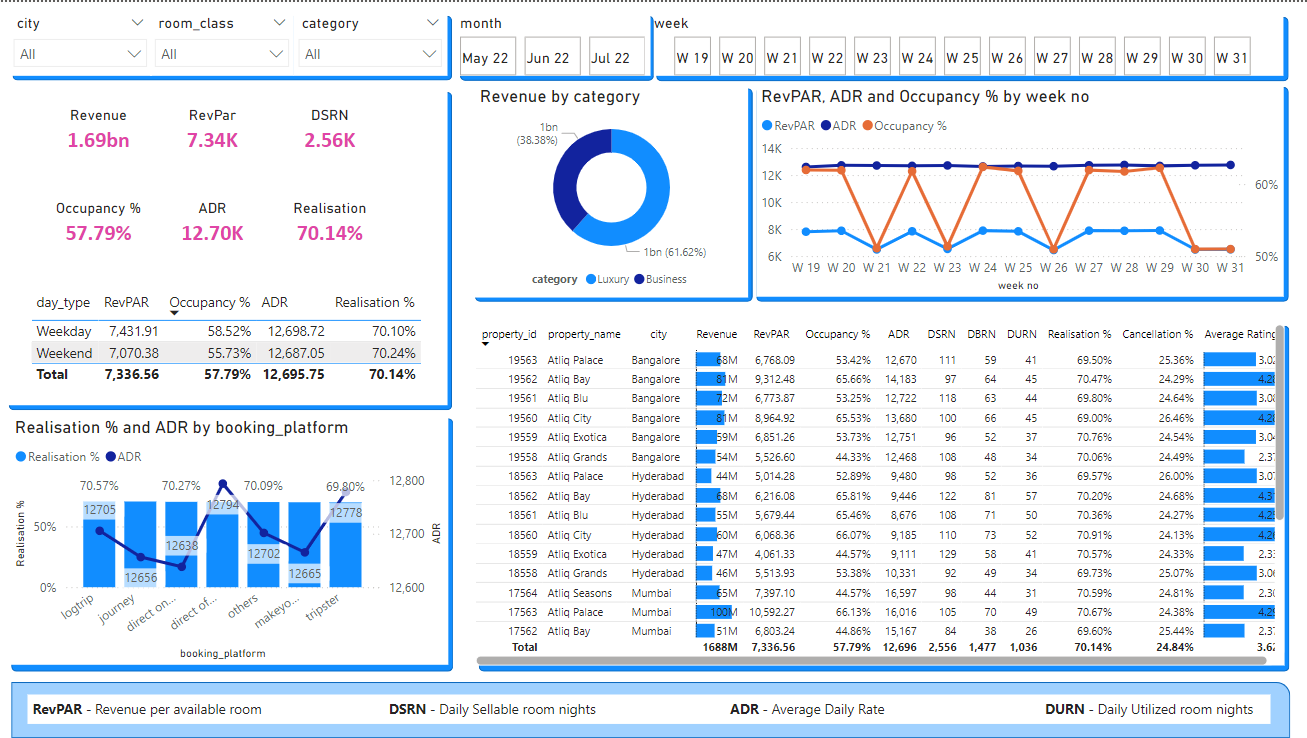 city room_class category month week
All All All May 22 Jun 22 Jul 22 W 19 W 20 W 21 W 22 W 23 W 24 W 25 W 26 W 27 W 28 W 29 W 30 W 31
Revenue RevPar DSRN
1.69bn 7.34K 2.56K
Occupancy % ADR Realisation
57.79% 12.70K 70.14%
day_type RevPAR Occupancy % ADR Realisation %
Weekday 7,431.91 58.52% 12,698.72 70.10%
Weekend 7,070.38 55.73% 12,687.05 70.24%
Total 7,336.56 57.79% 12,695.75 70.14%
Revenue by category
1bn
(38.38%)
1bn (61.62%)
category Luxury Business
RevPAR, ADR and Occupancy % by week no
RevPAR ADR Occupancy %
14K
12K
10K
8K
6K
60%
50%
W 19 W 20 W 21 W 22 W 23 W 24 W 25 W 26 W 27 W 28 W 29 W 30 W 31
week no
Realisation % and ADR by booking_platform
Realisation % ADR
70.57% 70.27% 70.09% 69.80%
12705 12656 12638 12794 12702 12665 12778
Realisation %
50%
0%
12,800
12,700
12,600
ADR
logtrip journey direct on... direct of... others makeyo... tripster
booking_platform
property_id property_name city Revenue RevPAR Occupancy % ADR DSRN DBRN DURN Realisation % Cancellation % Average Rating
19563 Atliq Palace Bangalore 68M 6,768.09 53.42% 12,670 111 59 41 69.50% 25.36% 3.02
19562 Atliq Bay Bangalore 81M 9,312.48 65.66% 14,183 97 64 45 70.47% 24.29% 4.28
19561 Atliq Blu Bangalore 72M 6,773.87 53.25% 12,722 118 63 44 69.80% 24.64% 3.08
19560 Atliq City Bangalore 81M 8,964.92 65.53% 13,680 100 66 45 69.00% 26.46% 4.28
19559 Atliq Exotica Bangalore 59M 6,851.26 53.73% 12,751 96 52 37 70.76% 24.54% 3.04
19558 Atliq Grands Bangalore 54M 5,526.60 44.33% 12,468 108 48 34 70.06% 24.49% 2.37
18563 Atliq Palace Hyderabad 44M 5,014.28 52.89% 9,480 98 52 36 69.57% 26.00% 3.07
18562 Atliq Bay Hyderabad 68M 6,216.08 65.81% 9,446 122 81 57 70.20% 24.68% 4.31
18561 Atliq Blu Hyderabad 55M 5,679.44 65.46% 8,676 108 71 50 70.36% 24.27% 4.25
18560 Atliq City Hyderabad 60M 6,068.36 66.07% 9,185 110 73 52 70.91% 24.13% 4.26
18559 Atliq Exotica Hyderabad 47M 4,061.33 44.57% 9,111 129 58 41 70.57% 24.33% 2.33
18558 Atliq Grands Hyderabad 46M 5,513.93 53.38% 10,331 92 49 34 69.73% 25.07% 3.06
17564 Atliq Seasons Mumbai 65M 7,397.10 44.57% 16,597 98 44 31 70.59% 24.81% 2.30
17563 Atliq Palace Mumbai 100M 10,592.27 66.13% 16,016 105 70 49 70.67% 24.38% 4.29
17562 Atliq Bay Mumbai 51M 6,803.24 44.86% 15,167 84 38 26 69.60% 25.44% 2.37
Total 1688M 7,336.56 57.79% 12,696 2,556 1,477 1,036 70.14% 24.84% 3.62
RevPAR - Revenue per available room DSRN - Daily Sellable room nights ADR - Average Daily Rate DURN - Daily Utilized room nights